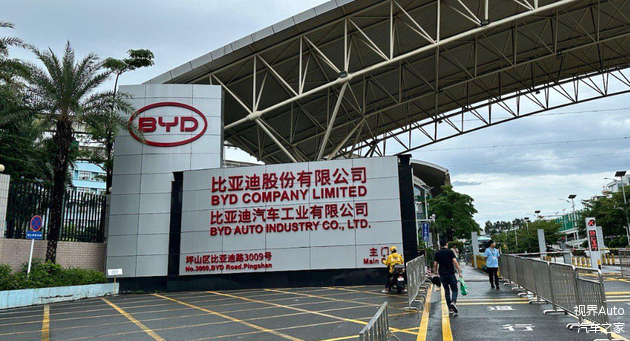 BYD
比亚迪股份有限公司
BYD COMPANY LIMITED
比亚迪汽车工业有限公司
BYD AUTO INDUSTRY CO., LTD.
坪山区比亚迪路3009号
No.3009,BYD Road,Pingshan
主门
行
视界Auto
汽车之家